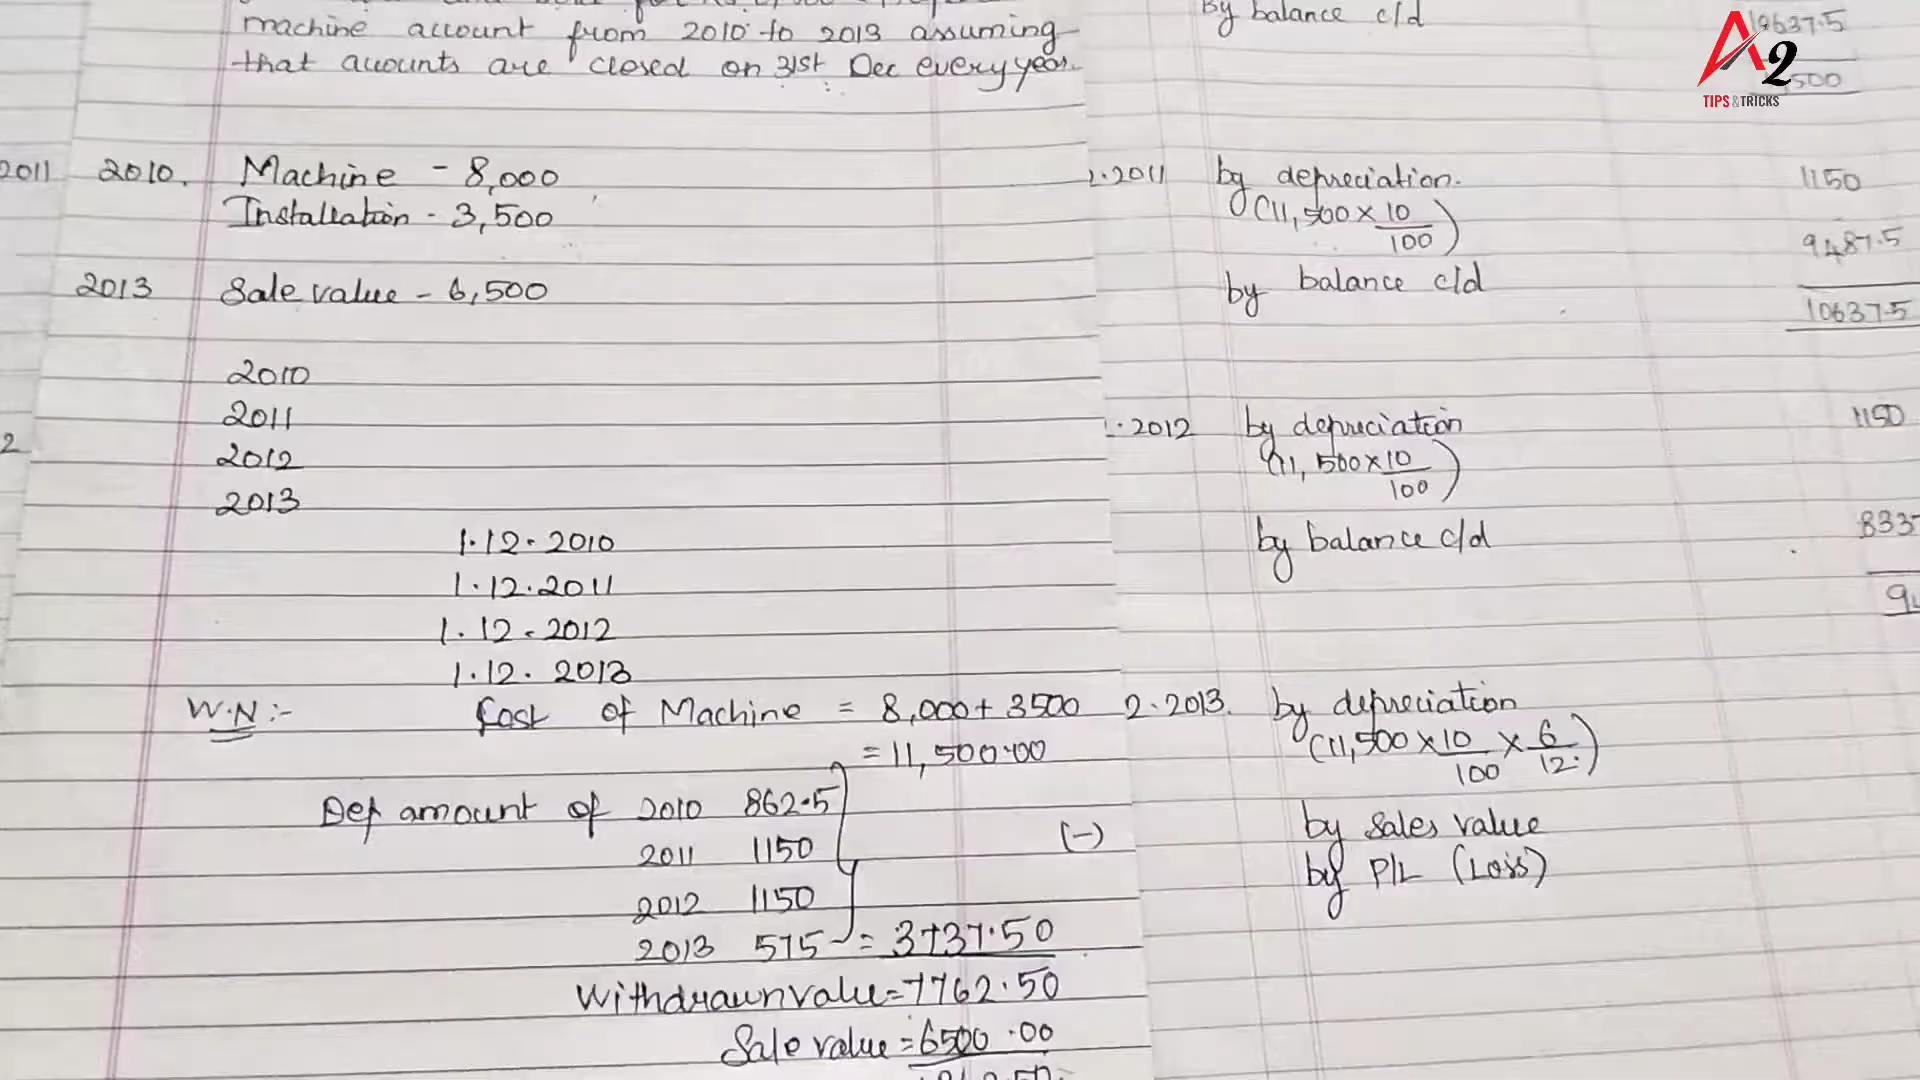 machine account from 2010 to 2013 assuming
that accounts are closed on 31st Dec every year.
2011 2010. Machine - 8,000
Installation - 3,500
2013 Sale value - 6,500
2010
2011
2
2012
2013
1.12.2010
1.12.2011
1.12.2012
1.12.2013
W.N:- Cost of Machine = 8,000+ 3500
= 11,500.00
Dep amount of 2010 862.5
2011 1150 (-)
2012 1150
2013 575 = 3737.50
Withdrawn value = 7762.50
Sale value = 6500.00
By balance c/d 10637.5
500
2.2011 by depreciation. 1150
(11,500 × 10
100)
9487.5
by balance c/d
10637.5
.2012 by depreciation 1150
(11,500 × 10
100)
by balance c/d 833
9
2.2013. by depreciation
(11,500 × 10 × 6
100 12.)
by sales value
by P/L (Loss)
A2
TIPS & TRICKS